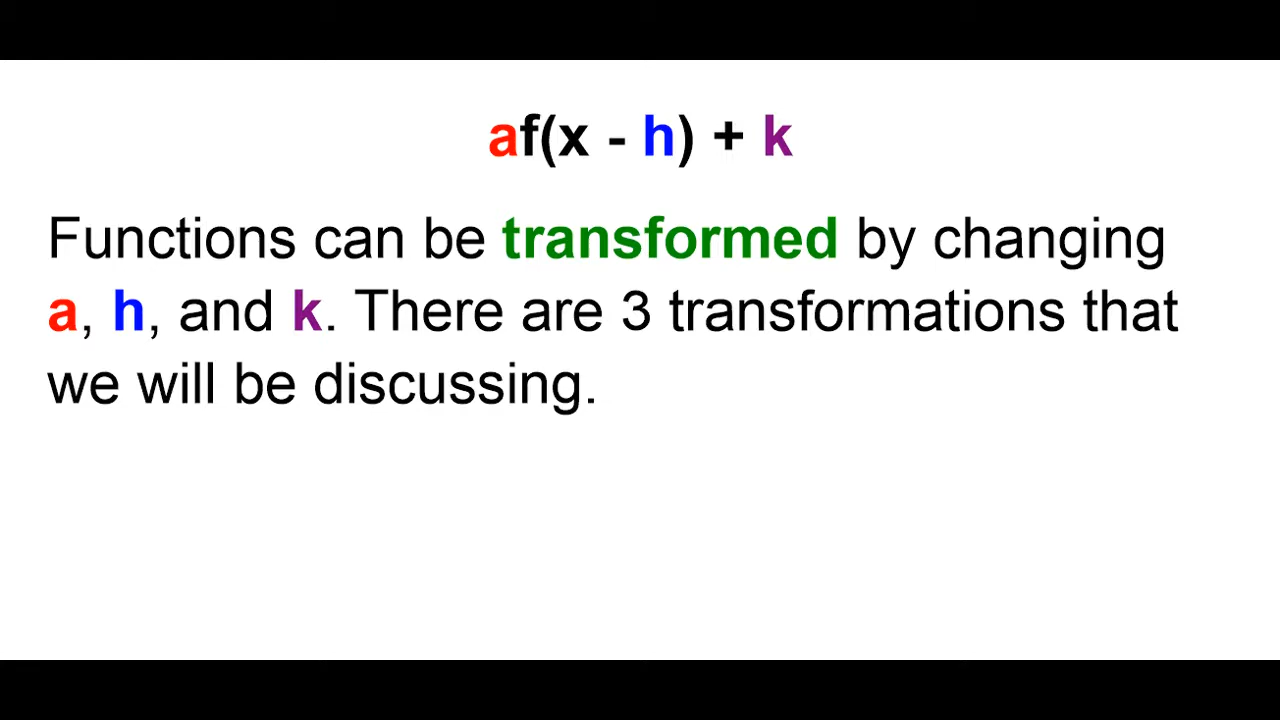 af(x - h) + k
Functions can be transformed by changing
a, h, and k. There are 3 transformations that
we will be discussing.